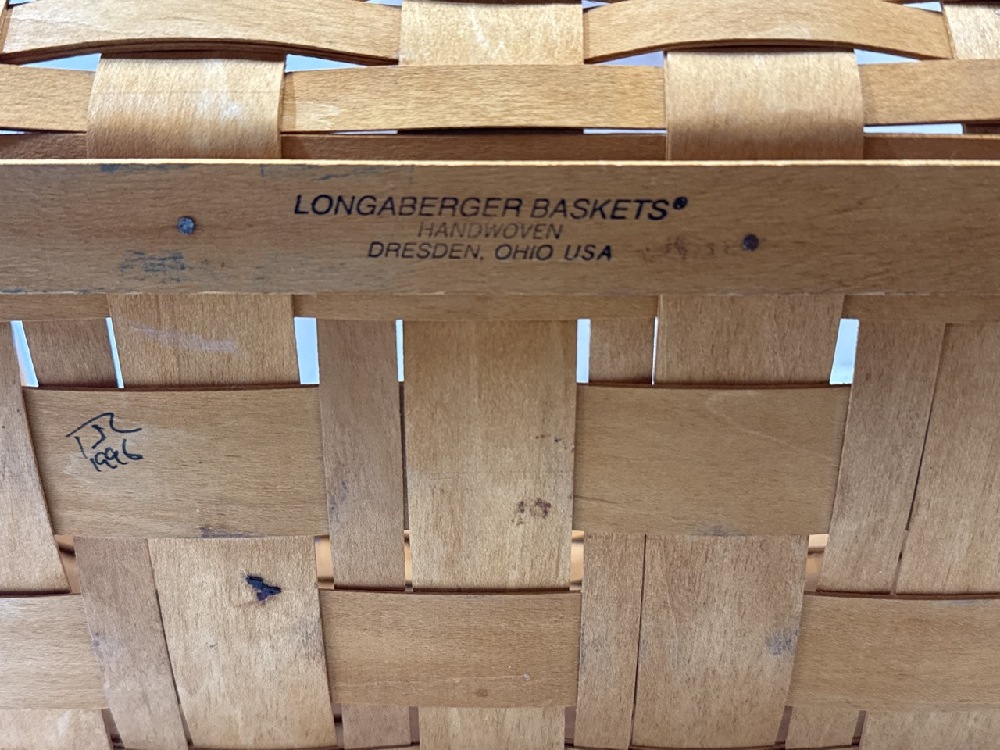 LONGABERGER BASKETS®
HANDWOVEN
DRESDEN, OHIO USA
1996